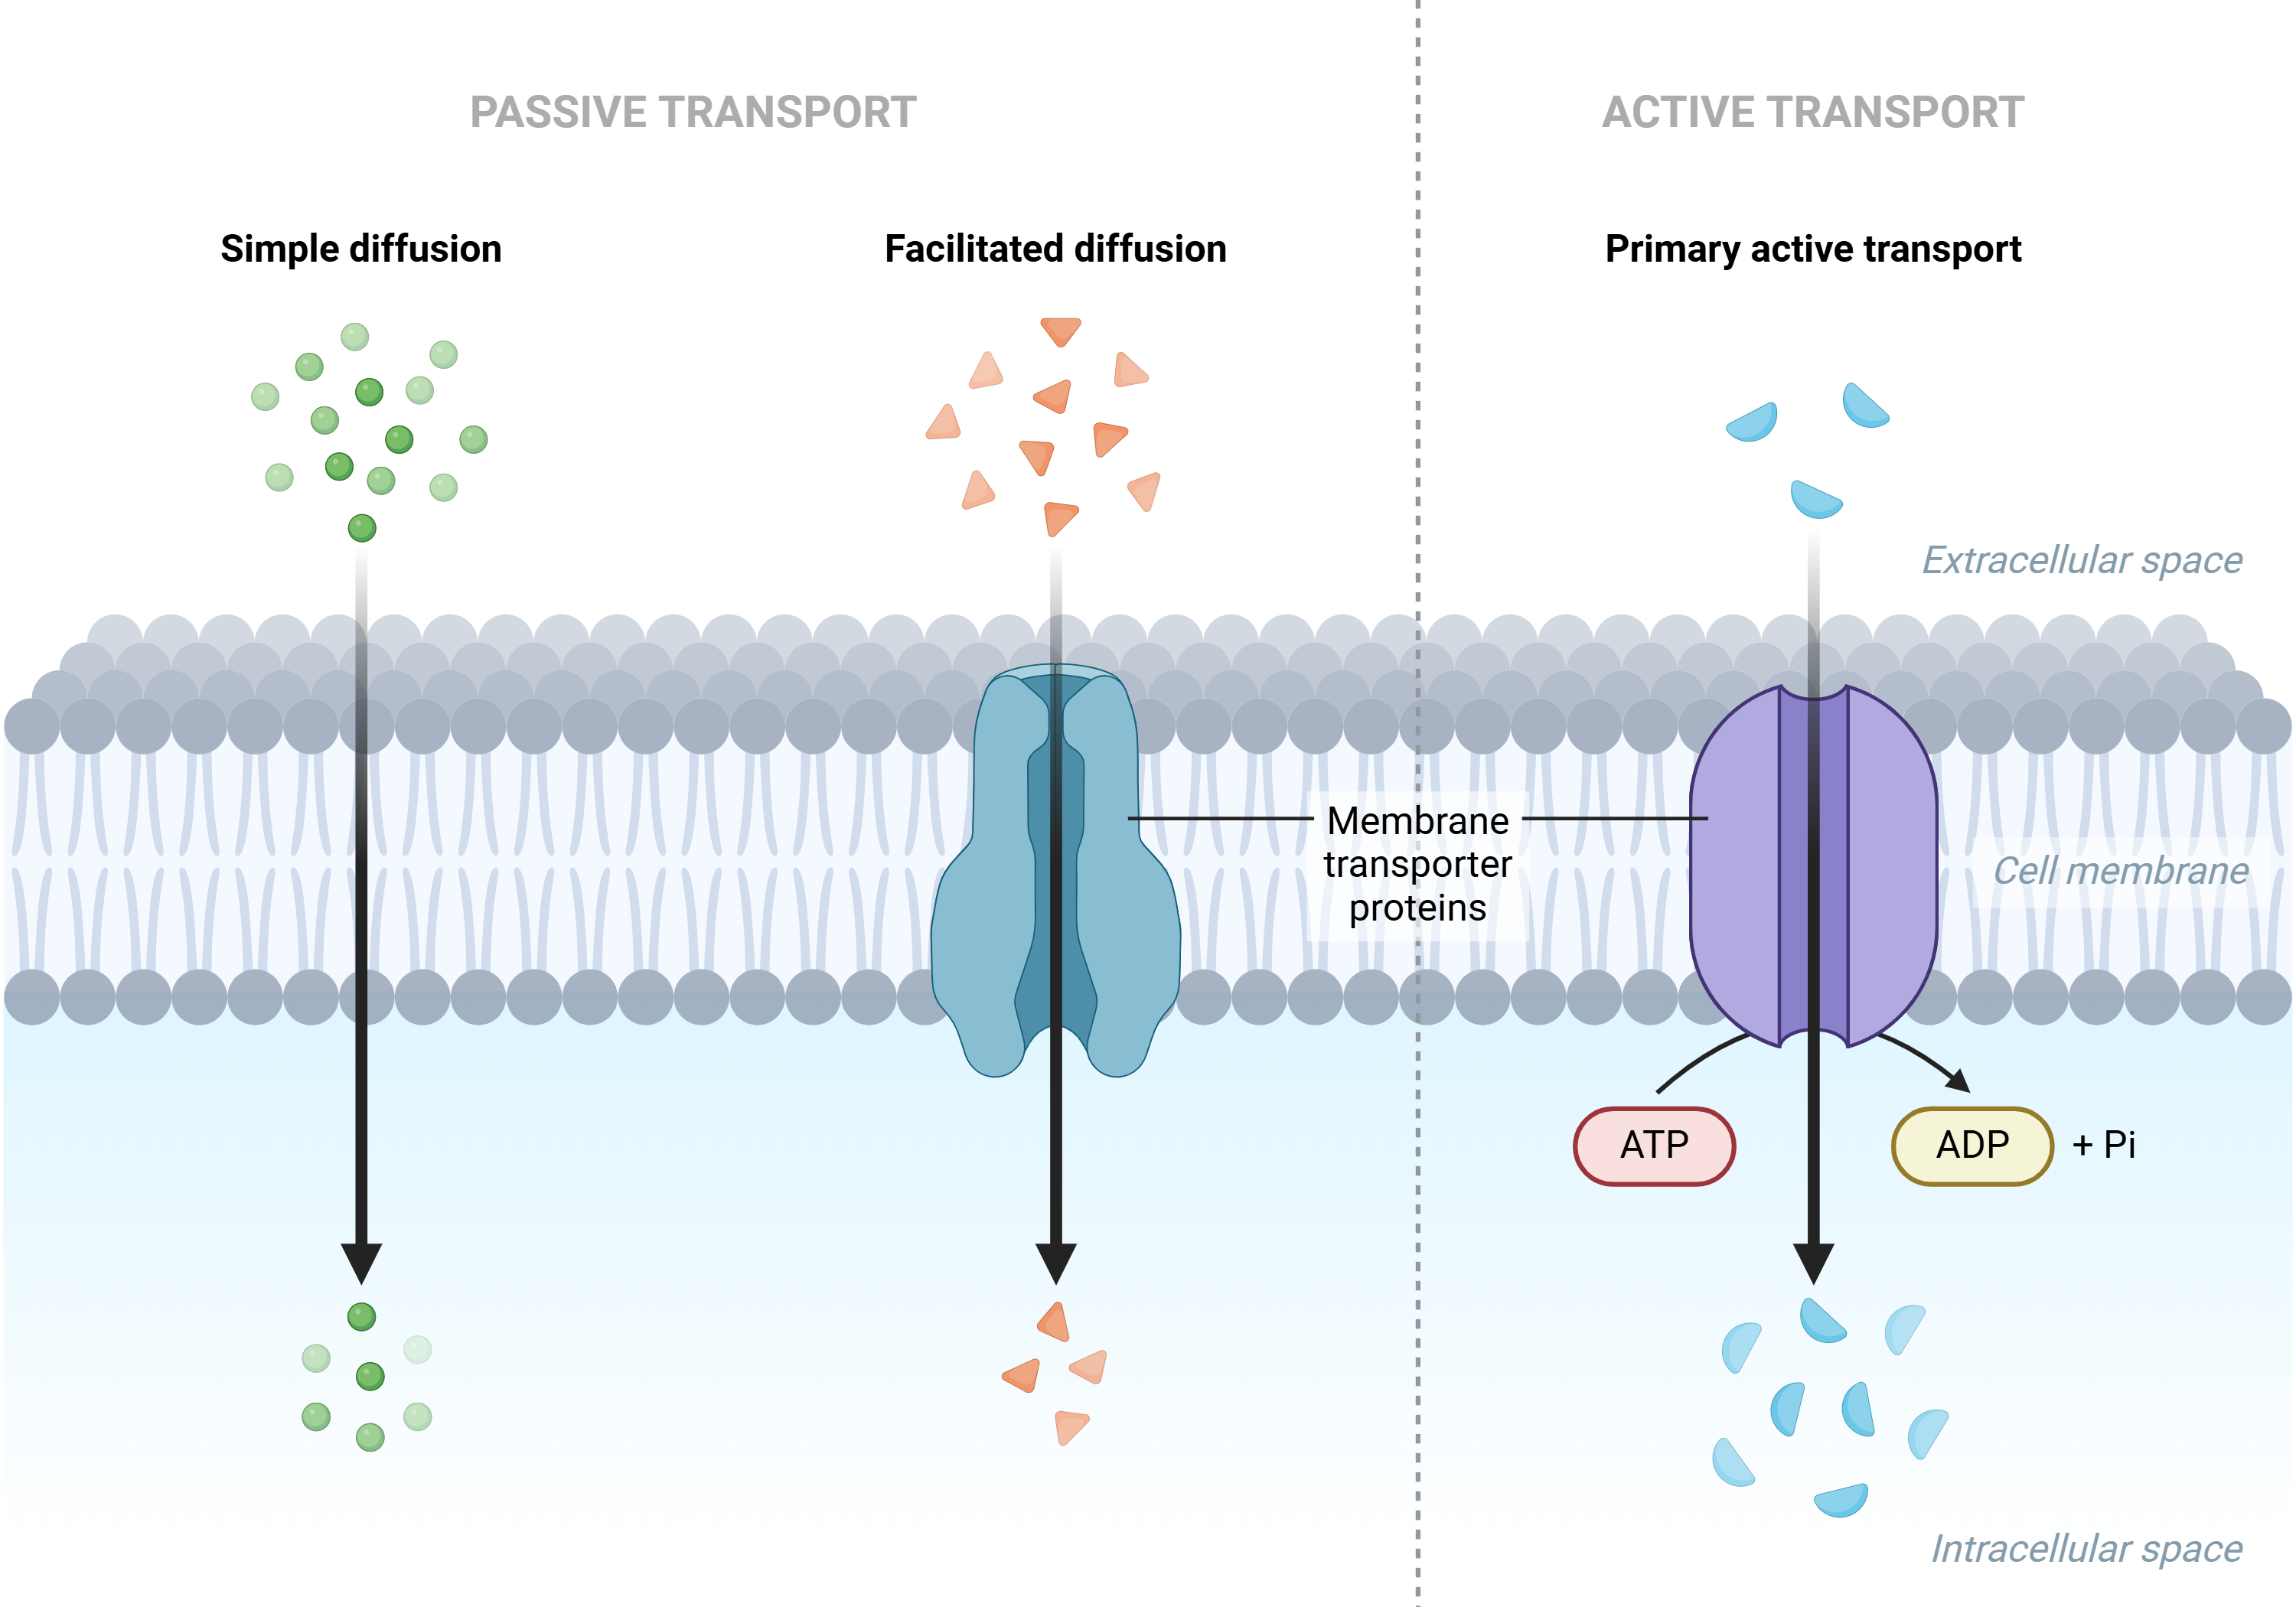 PASSIVE TRANSPORT
ACTIVE TRANSPORT
Simple diffusion
Facilitated diffusion
Primary active transport
Extracellular space
Membrane
transporter
proteins
Cell membrane
ATP
ADP
+ Pi
Intracellular space